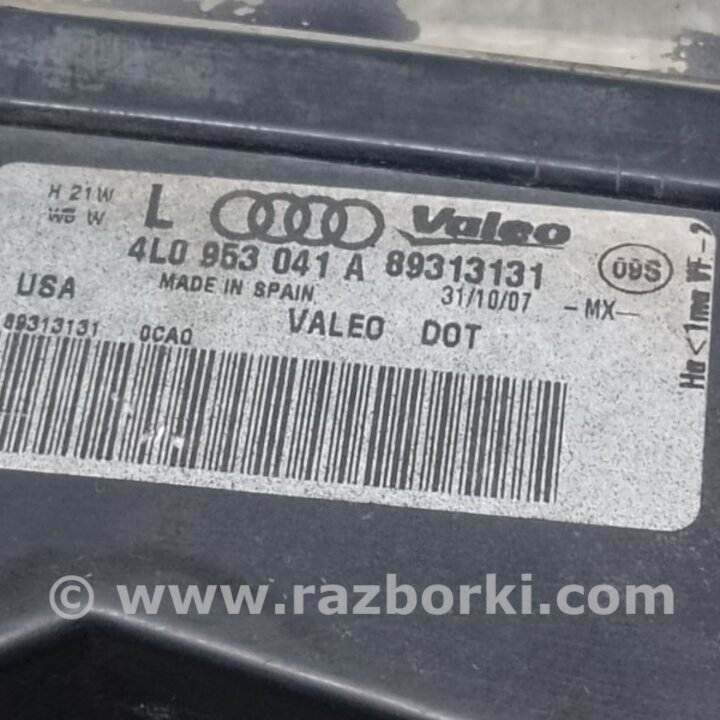 H 21W
W5 W
L Valeo
4L0 953 041 A 89313131 09S
USA MADE IN SPAIN 31/10/07 -MX-
89313131 0CA0 VALEO DOT
© www.razborki.com